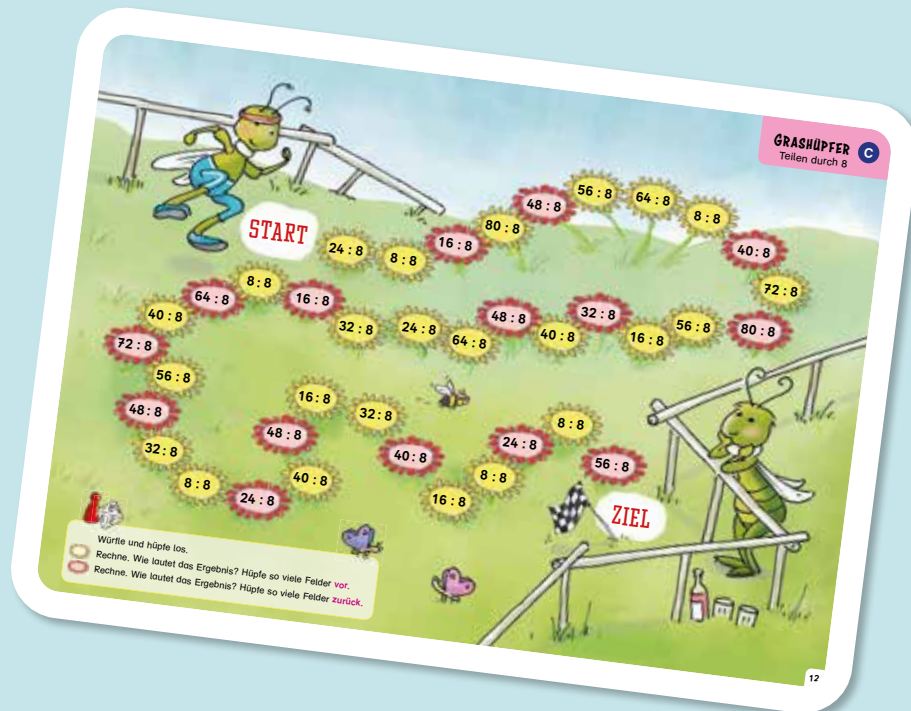 GRASHÜPFER C
Teilen durch 8
START
24 : 8
8 : 8
16 : 8
80 : 8
48 : 8
56 : 8
64 : 8
8 : 8
40 : 8
72 : 8
80 : 8
56 : 8
16 : 8
32 : 8
40 : 8
48 : 8
64 : 8
24 : 8
32 : 8
16 : 8
8 : 8
64 : 8
40 : 8
72 : 8
56 : 8
48 : 8
32 : 8
8 : 8
24 : 8
40 : 8
48 : 8
16 : 8
32 : 8
40 : 8
16 : 8
8 : 8
24 : 8
8 : 8
56 : 8
ZIEL
Würfle und hüpfe los.
Rechne. Wie lautet das Ergebnis? Hüpfe so viele Felder vor.
Rechne. Wie lautet das Ergebnis? Hüpfe so viele Felder zurück.
12